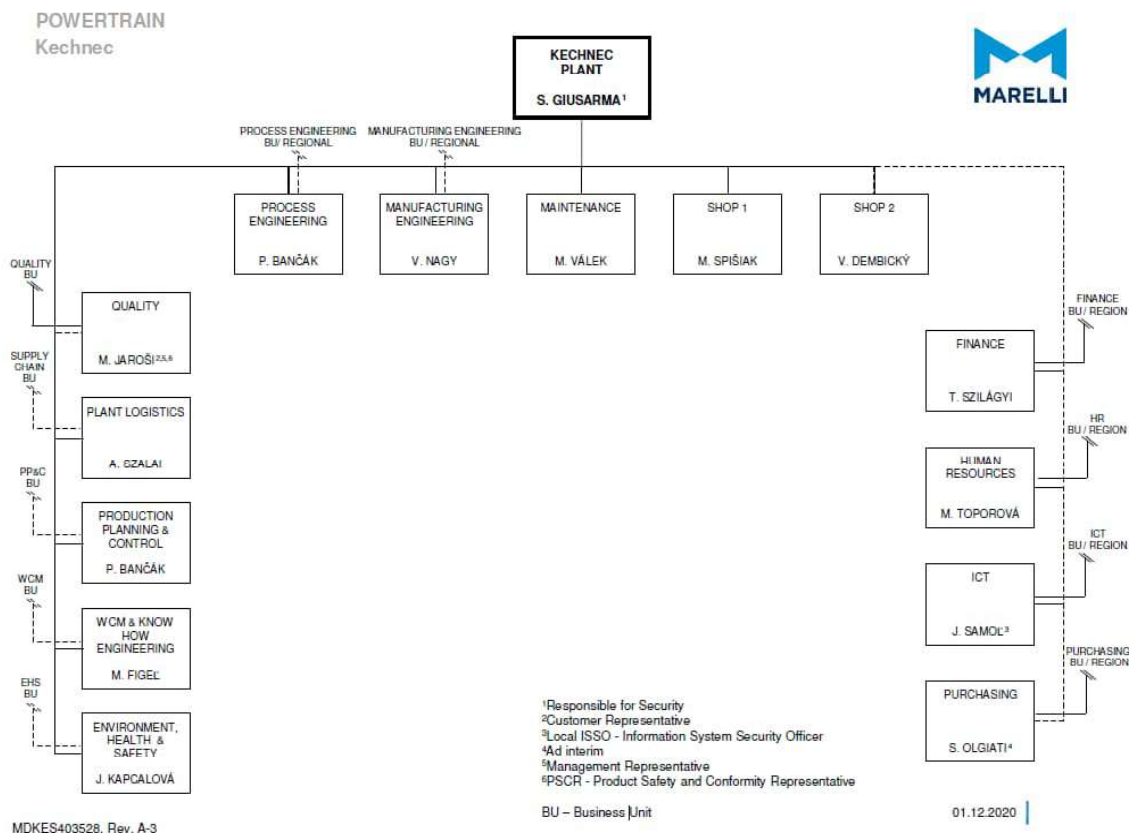 POWERTRAIN
Kechnec
KECHNEC
PLANT
S. GIUSARMA¹
MARELLI
PROCESS ENGINEERING
BU/ REGIONAL
MANUFACTURING ENGINEERING
BU / REGIONAL
PROCESS
ENGINEERING
P. BANČÁK
MANUFACTURING
ENGINEERING
V. NAGY
MAINTENANCE
M. VÁLEK
SHOP 1
M. SPIŠIAK
SHOP 2
V. DEMBICKÝ
QUALITY
BU
QUALITY
M. JAROŠI²,⁵,⁶
SUPPLY
CHAIN
BU
PLANT LOGISTICS
A. SZALAI
PP&C
BU
PRODUCTION
PLANNING &
CONTROL
P. BANČÁK
WCM
BU
WCM & KNOW
HOW
ENGINEERING
M. FIGEĽ
EHS
BU
ENVIRONMENT,
HEALTH &
SAFETY
J. KAPCALOVÁ
FINANCE
BU / REGION
FINANCE
T. SZILÁGYI
HR
BU / REGION
HUMAN
RESOURCES
M. TOPOROVÁ
ICT
BU / REGION
ICT
J. SAMOĽ³
PURCHASING
BU / REGION
PURCHASING
S. OLGIATI⁴
¹Responsible for Security
²Customer Representative
³Local ISSO - Information System Security Officer
⁴Ad interim
⁵Management Representative
⁶PSCR - Product Safety and Conformity Representative
BU – Business Unit
01.12.2020
MDKES403528, Rev. A-3